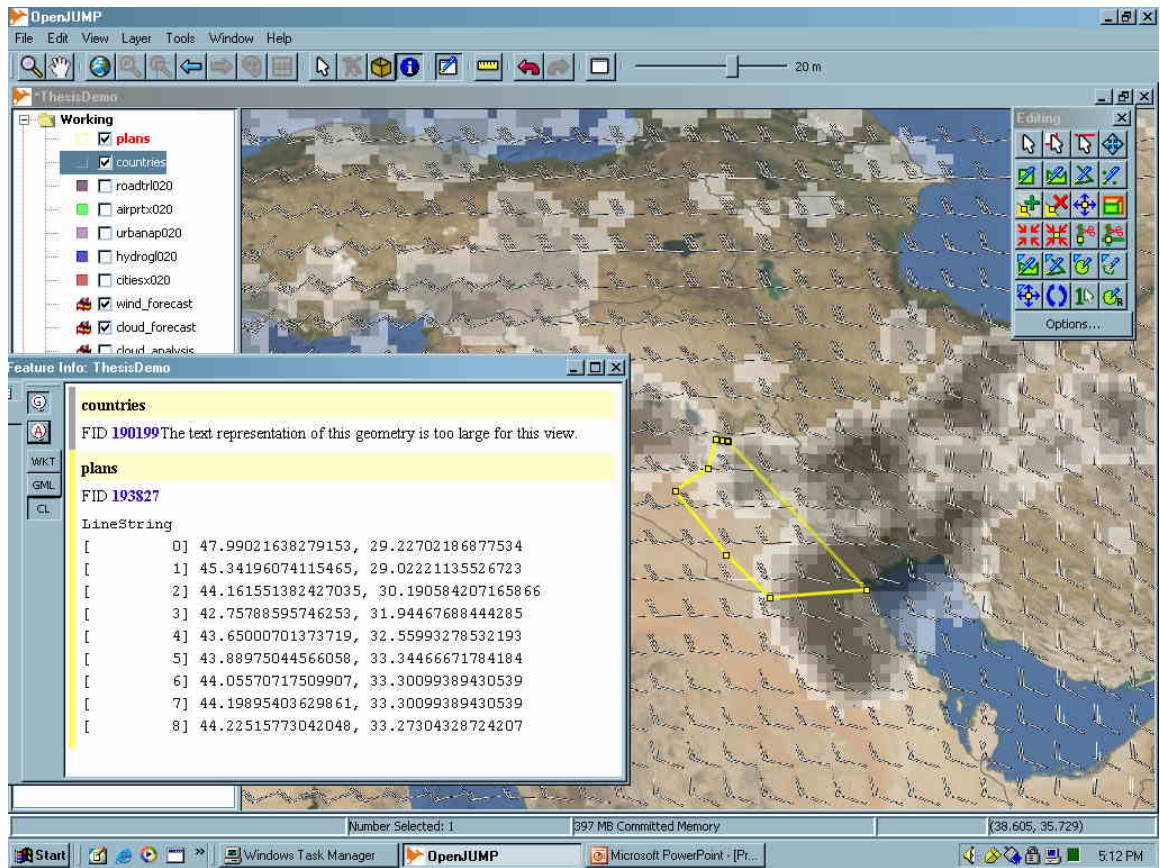 OpenJUMP
File Edit View Layer Tools Window Help
20 m
*ThesisDemo
Working
plans
countries
roadtrl020
airprtx020
urbanap020
hydrogl020
citiesx020
wind_forecast
cloud_forecast
cloud_analysis
Editing
Options...
Feature Info: ThesisDemo
G
A
WKT
GML
CL
countries
FID 190199The text representation of this geometry is too large for this view.
plans
FID 193827
LineString
[ 0] 47.99021638279153, 29.22702186877534
[ 1] 45.34196074115465, 29.02221135526723
[ 2] 44.161551382427035, 30.190584207165866
[ 3] 42.75788595746253, 31.94467688444285
[ 4] 43.65000701373719, 32.55993278532193
[ 5] 43.88975044566058, 33.34466671784184
[ 6] 44.05570717509907, 33.30099389430539
[ 7] 44.19895403629861, 33.30099389430539
[ 8] 44.22515773042048, 33.27304328724207
Number Selected: 1
397 MB Committed Memory
(38.605, 35.729)
Start
Windows Task Manager
OpenJUMP
Microsoft PowerPoint - [Pr...
5:12 PM